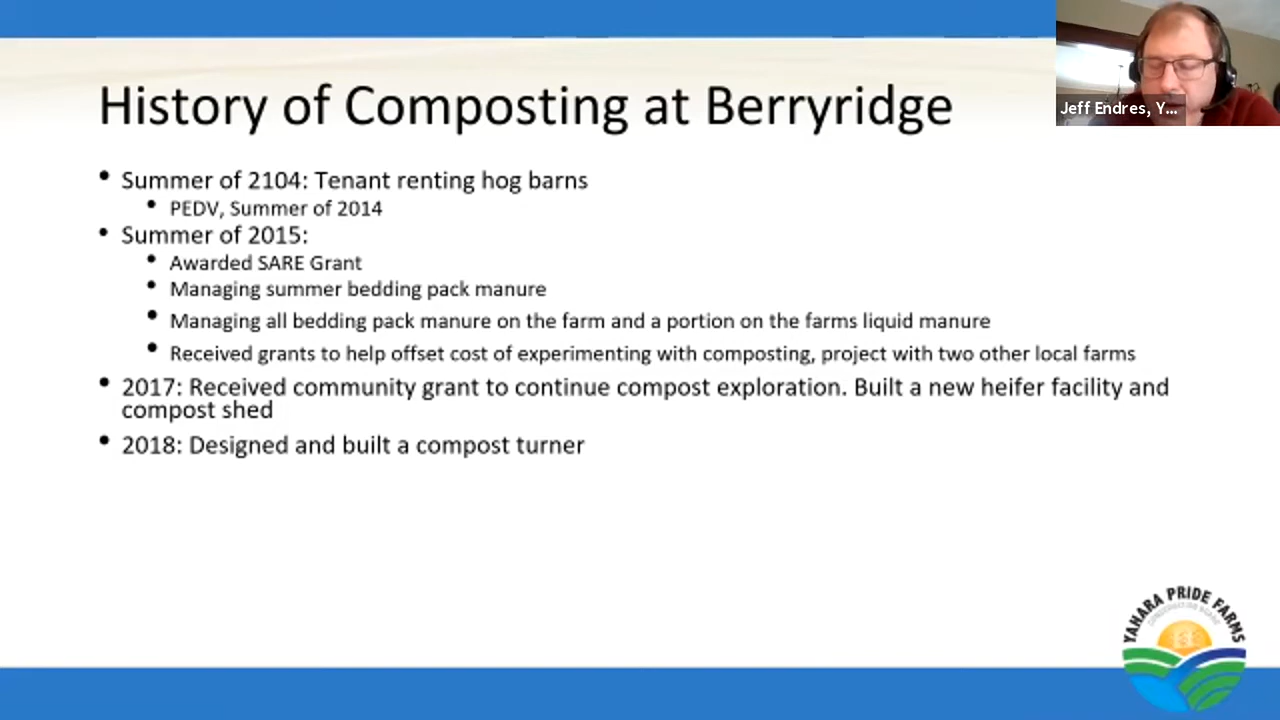 History of Composting at Berryridge
Jeff Endres, Y...
• Summer of 2104: Tenant renting hog barns
• PEDV, Summer of 2014
• Summer of 2015:
• Awarded SARE Grant
• Managing summer bedding pack manure
• Managing all bedding pack manure on the farm and a portion on the farms liquid manure
• Received grants to help offset cost of experimenting with composting, project with two other local farms
• 2017: Received community grant to continue compost exploration. Built a new heifer facility and
compost shed
• 2018: Designed and built a compost turner
YAHARA PRIDE FARMS